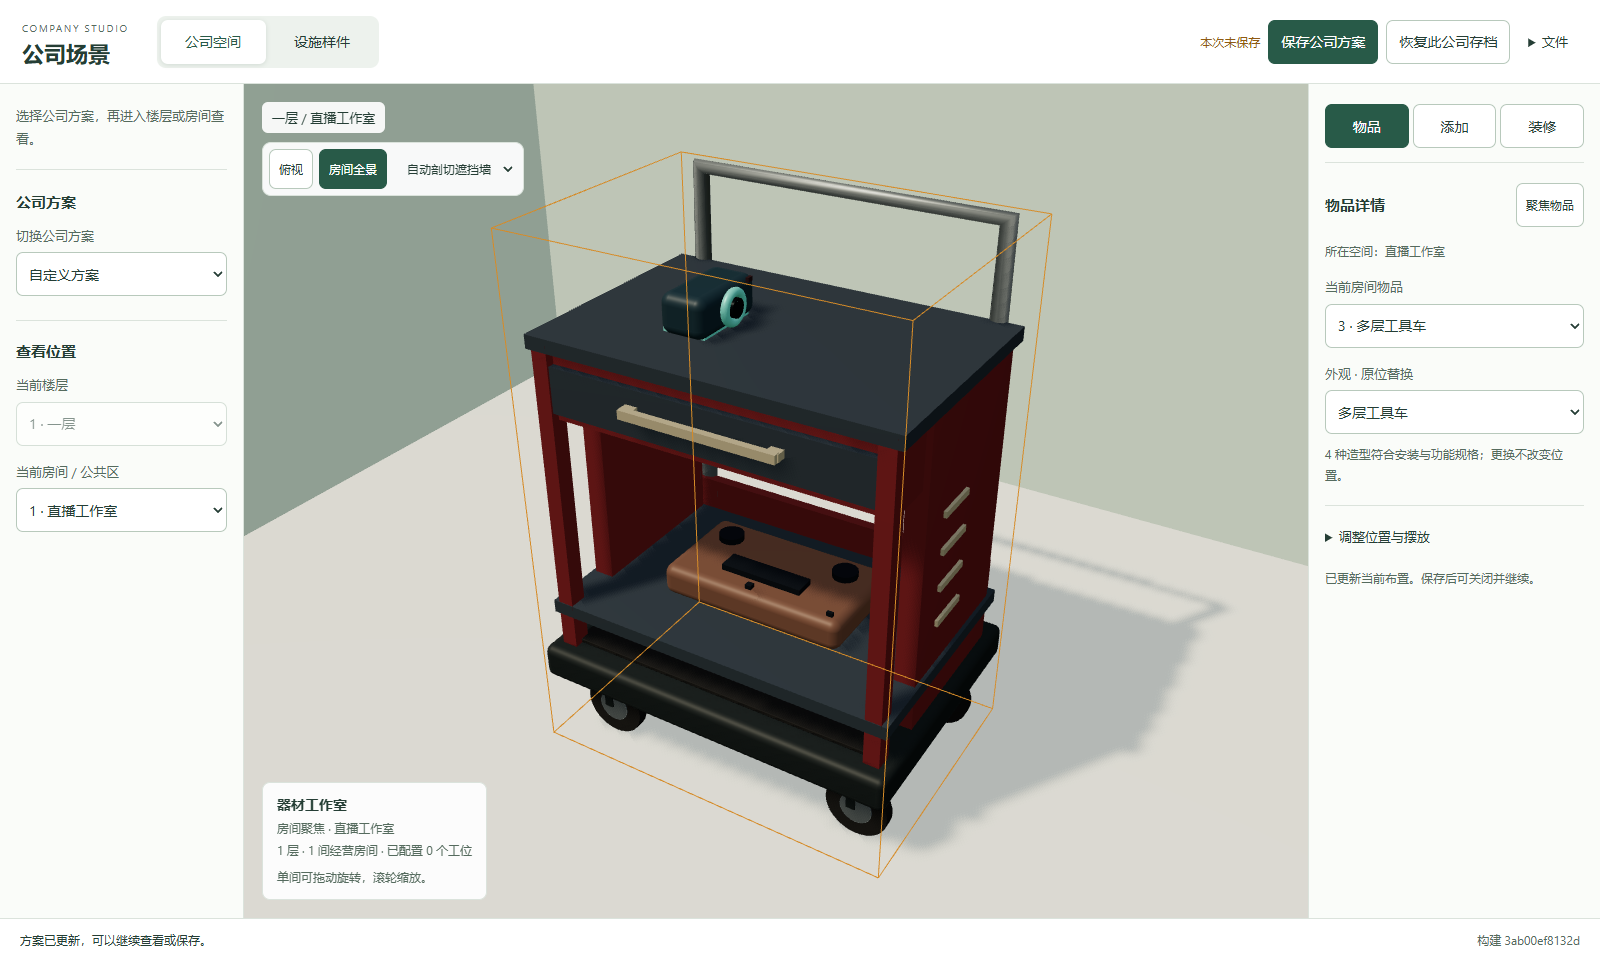 COMPANY STUDIO
公司场景
公司空间
设施样件
本次未保存
保存公司方案
恢复此公司存档
文件
选择公司方案，再进入楼层或房间查
看。
公司方案
切换公司方案
自定义方案
查看位置
当前楼层
1 · 一层
当前房间 / 公共区
1 · 直播工作室
一层 / 直播工作室
俯视
房间全景
自动剖切遮挡墙
器材工作室
房间聚焦 · 直播工作室
1 层 · 1 间经营房间 · 已配置 0 个工位
单间可拖动旋转，滚轮缩放。
物品
添加
装修
物品详情
聚焦物品
所在空间：直播工作室
当前房间物品
3 · 多层工具车
外观 · 原位替换
多层工具车
4 种造型符合安装与功能规格；更换不改变位
置。
调整位置与摆放
已更新当前布置。保存后可关闭并继续。
方案已更新，可以继续查看或保存。
构建 3ab00ef8132d